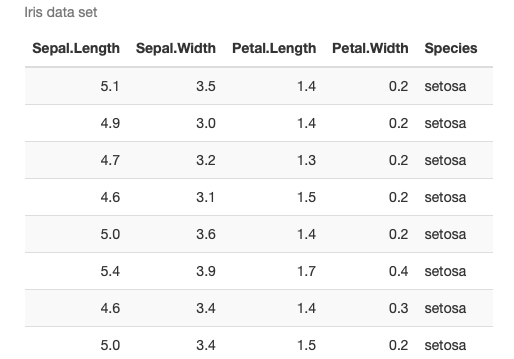 Iris data set
Sepal.Length Sepal.Width Petal.Length Petal.Width Species
5.1 3.5 1.4 0.2 setosa
4.9 3.0 1.4 0.2 setosa
4.7 3.2 1.3 0.2 setosa
4.6 3.1 1.5 0.2 setosa
5.0 3.6 1.4 0.2 setosa
5.4 3.9 1.7 0.4 setosa
4.6 3.4 1.4 0.3 setosa
5.0 3.4 1.5 0.2 setosa